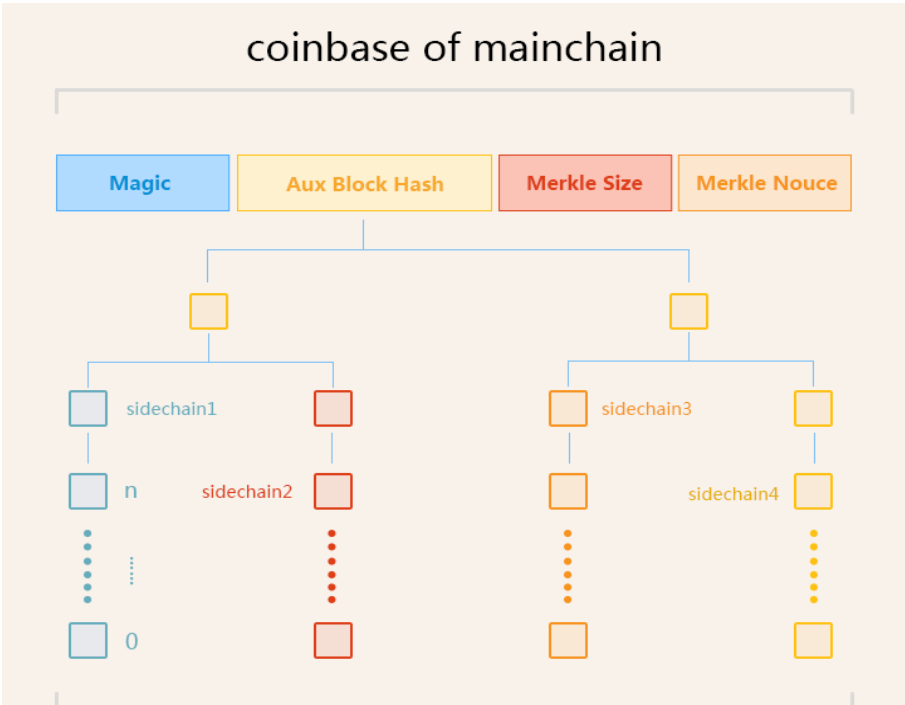 coinbase of mainchain
Magic Aux Block Hash Merkle Size Merkle Nouce
sidechain1 sidechain3
n sidechain2 sidechain4
0